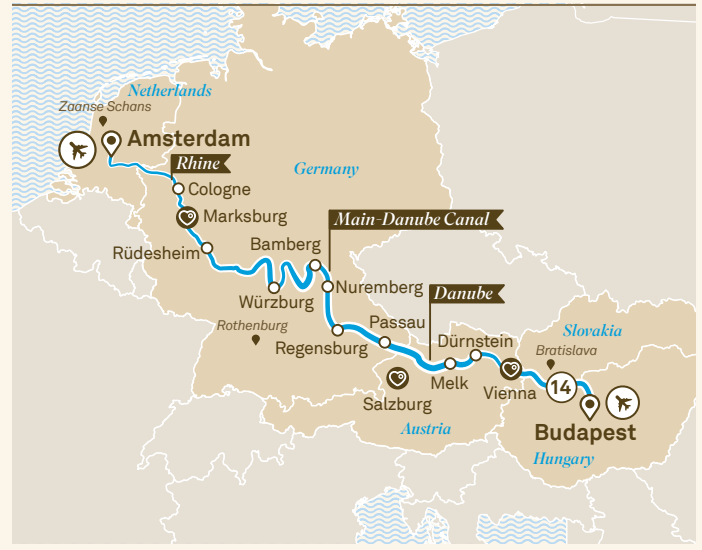 Netherlands
Zaanse Schans
Amsterdam
Rhine
Germany
Cologne
Marksburg
Main-Danube Canal
Rüdesheim
Bamberg
Nuremberg
Würzburg
Danube
Rothenburg
Passau
Slovakia
Regensburg
Dürnstein
Bratislava
Melk
Vienna
14
Salzburg
Austria
Budapest
Hungary